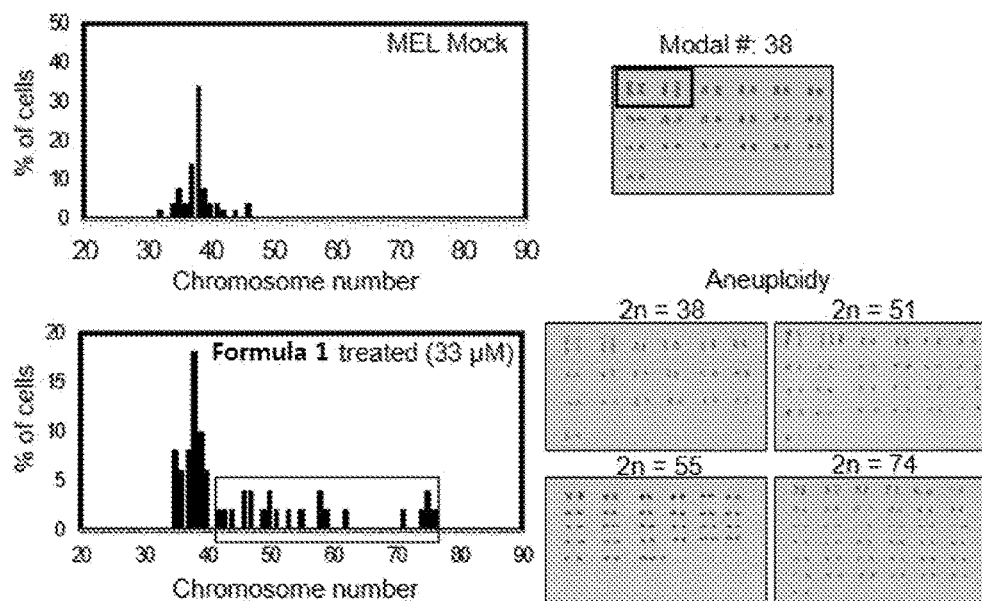 50
40
30
20
10
0
% of cells
MEL Mock
20 30 40 50 60 70 80 90
Chromosome number
Modal #: 38
20
15
10
5
0
% of cells
Formula 1 treated (33 µM)
20 30 40 50 60 70 80 90
Chromosome number
Aneuploidy
2n = 38
2n = 51
2n = 55
2n = 74